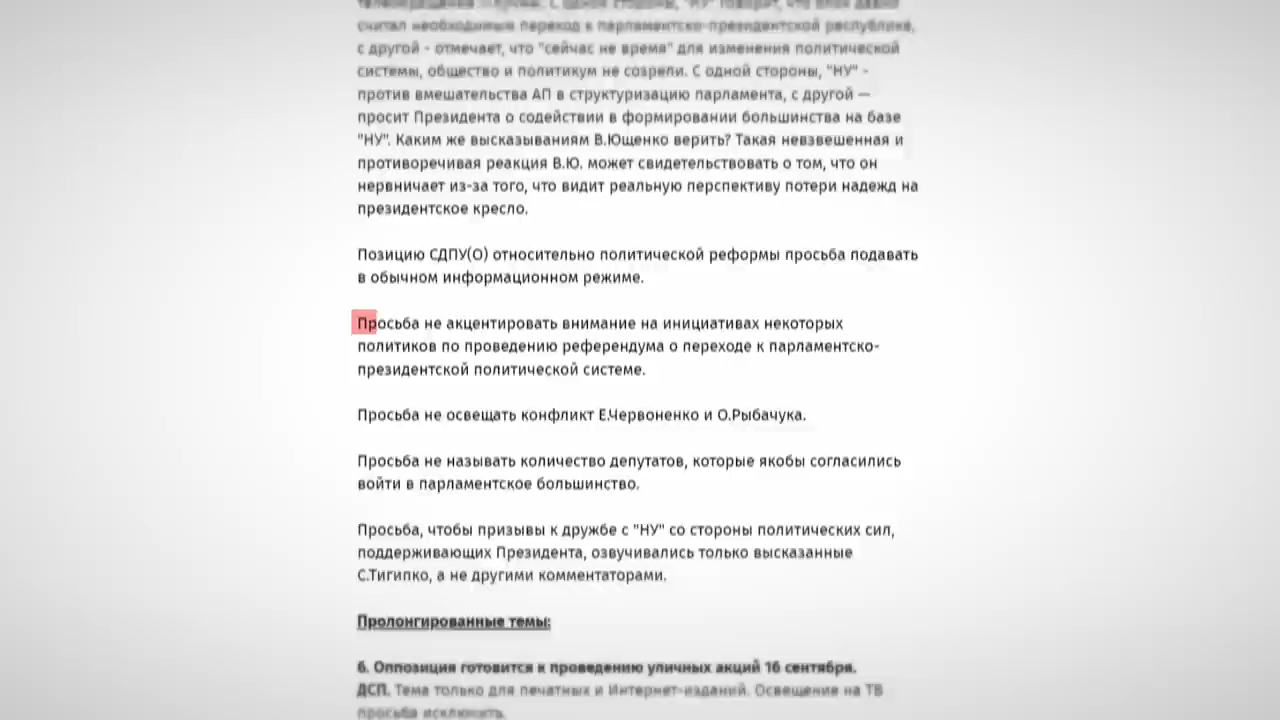 считал необходимым переход к парламентско-президентской республике,
с другой - отмечает, что "сейчас не время" для изменения политической
системы, общество и политикум не созрели. С одной стороны, "НУ" -
против вмешательства АП в структуризацию парламента, с другой —
просит Президента о содействии в формировании большинства на базе
"НУ". Каким же высказываниям В.Ющенко верить? Такая невзвешенная и
противоречивая реакция В.Ю. может свидетельствовать о том, что он
нервничает из-за того, что видит реальную перспективу потери надежд на
президентское кресло.
Позицию СДПУ(О) относительно политической реформы просьба подавать
в обычном информационном режиме.
Просьба не акцентировать внимание на инициативах некоторых
политиков по проведению референдума о переходе к парламентско-
президентской политической системе.
Просьба не освещать конфликт Е.Червоненко и О.Рыбачука.
Просьба не называть количество депутатов, которые якобы согласились
войти в парламентское большинство.
Просьба, чтобы призывы к дружбе с "НУ" со стороны политических сил,
поддерживающих Президента, озвучивались только высказанные
С.Тигипко, а не другими комментаторами.
Пролонгированные темы:
6. Оппозиция готовится к проведению уличных акций 16 сентября.
ДСП. Тема только для печатных и Интернет-изданий. Освещение на ТВ
просьба исключить.